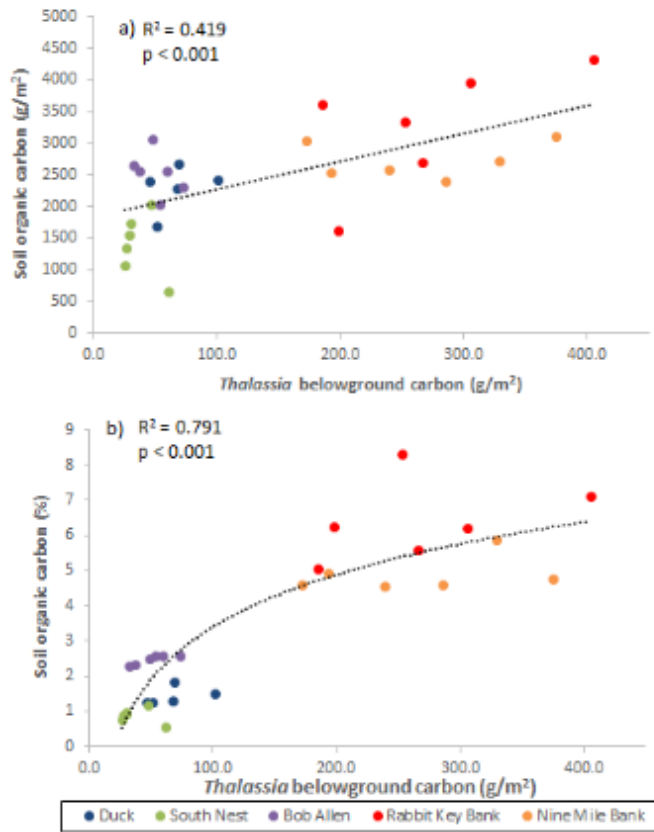 a) R² = 0.419
p < 0.001
Soil organic carbon (g/m²)
5000
4500
4000
3500
3000
2500
2000
1500
1000
500
0
0.0 100.0 200.0 300.0 400.0
Thalassia belowground carbon (g/m²)
b) R² = 0.791
p < 0.001
Soil organic carbon (%)
9
8
7
6
5
4
3
2
1
0
0.0 100.0 200.0 300.0 400.0
Thalassia belowground carbon (g/m²)
Duck South Nest Bob Allen Rabbit Key Bank Nine Mile Bank